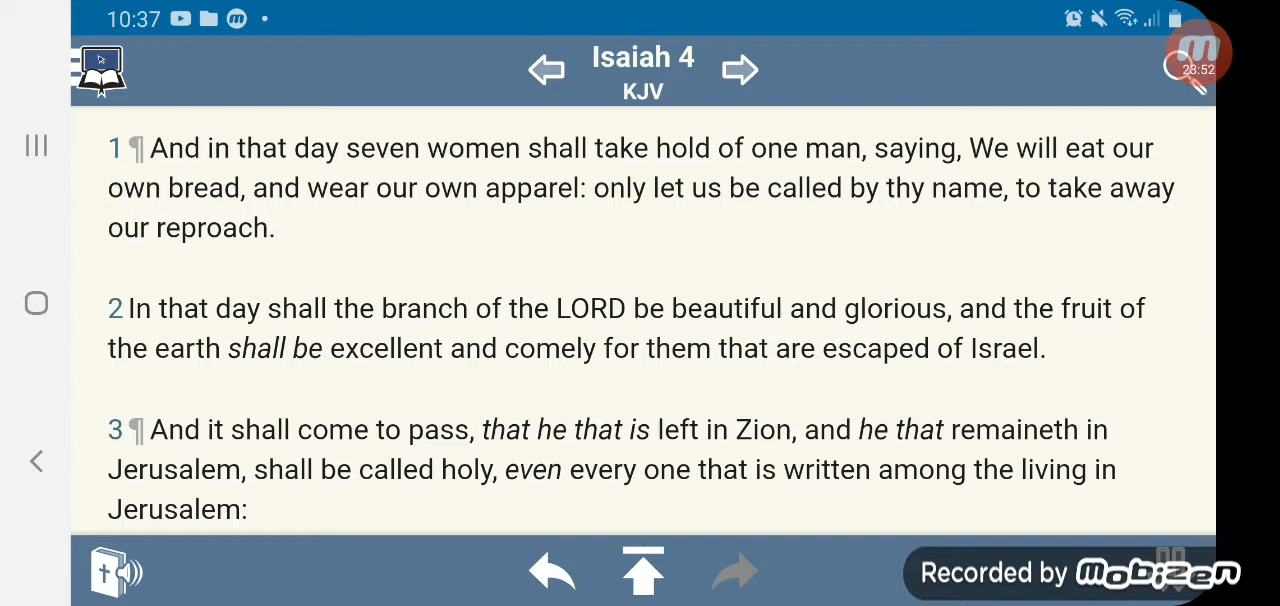 10:37
Isaiah 4
KJV
23:52
1 ¶ And in that day seven women shall take hold of one man, saying, We will eat our
own bread, and wear our own apparel: only let us be called by thy name, to take away
our reproach.
2 In that day shall the branch of the LORD be beautiful and glorious, and the fruit of
the earth shall be excellent and comely for them that are escaped of Israel.
3 ¶ And it shall come to pass, that he that is left in Zion, and he that remaineth in
Jerusalem, shall be called holy, even every one that is written among the living in
Jerusalem:
Recorded by Mobizen